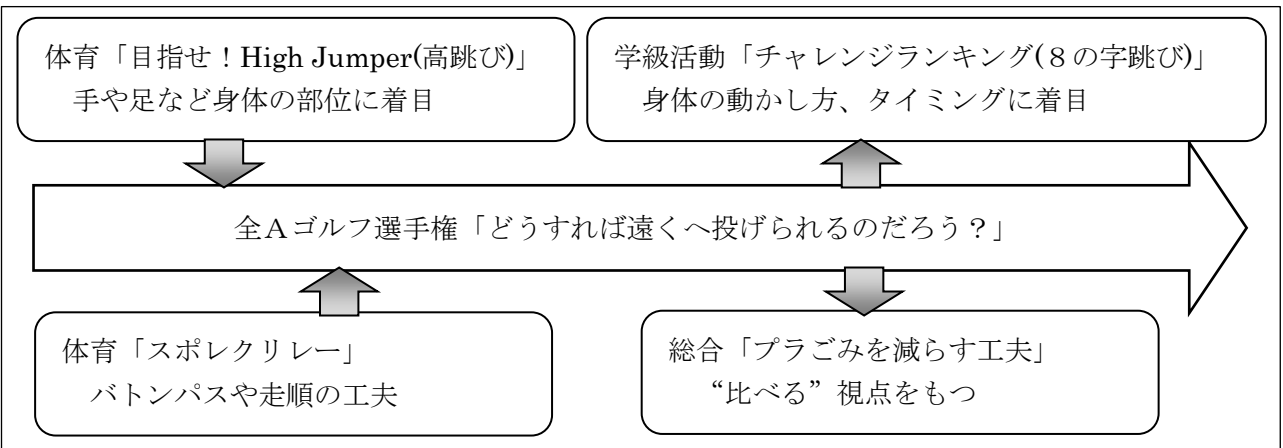 体育「目指せ！High Jumper(高跳び)」
手や足など身体の部位に着目
学級活動「チャレンジランキング(８の字跳び)」
身体の動かし方、タイミングに着目
全Ａゴルフ選手権「どうすれば遠くへ投げられるのだろう？」
体育「スポレクリレー」
バトンパスや走順の工夫
総合「プラごみを減らす工夫」
“比べる”視点をもつ